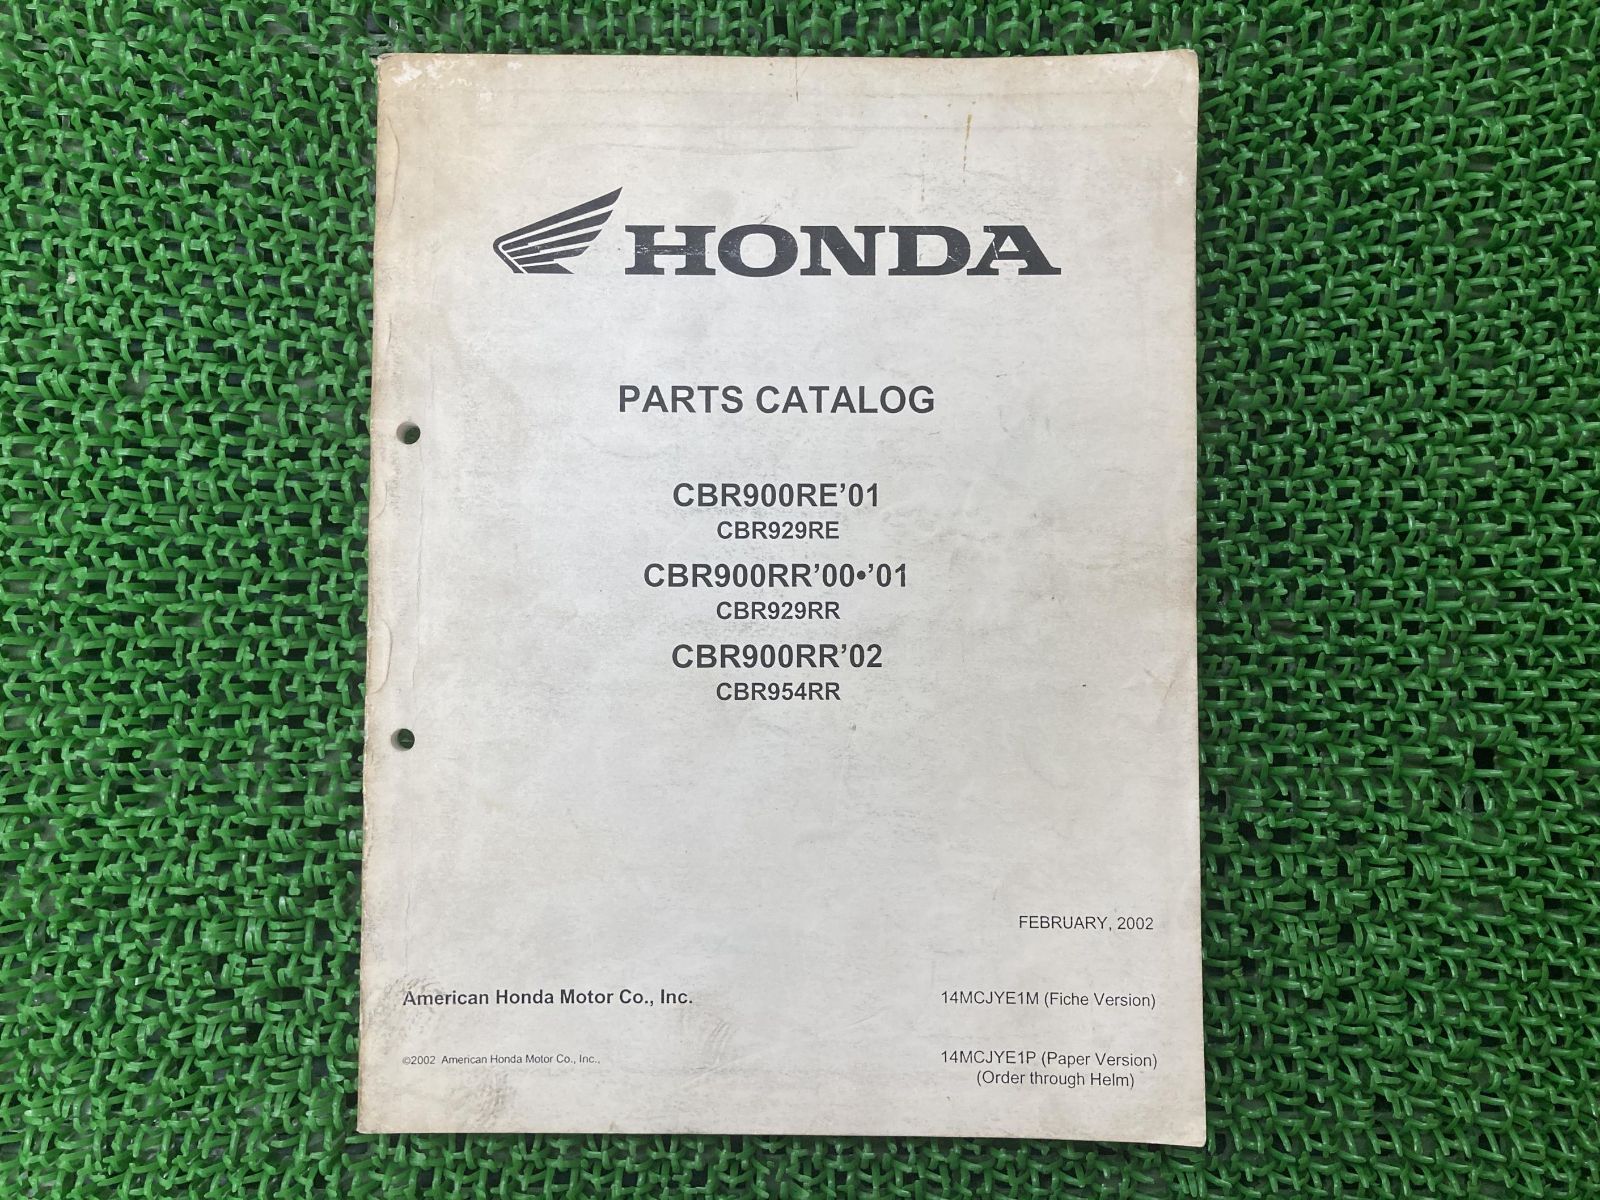 HONDA
PARTS CATALOG
CBR900RE’01
CBR929RE
CBR900RR’00•’01
CBR929RR
CBR900RR’02
CBR954RR
FEBRUARY, 2002
American Honda Motor Co., Inc.
14MCJYE1M (Fiche Version)
©2002 American Honda Motor Co., Inc.,
14MCJYE1P (Paper Version)
(Order through Helm)